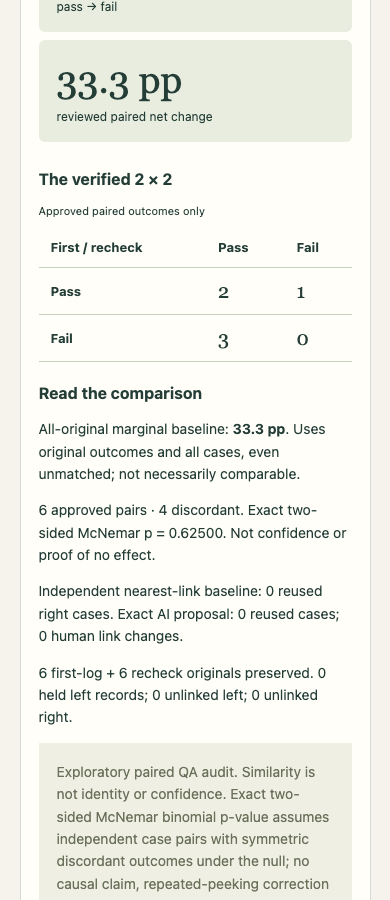 pass → fail
33.3 pp
reviewed paired net change
The verified 2 × 2
Approved paired outcomes only
First / recheck Pass Fail
Pass 2 1
Fail 3 0
Read the comparison
All-original marginal baseline: 33.3 pp. Uses
original outcomes and all cases, even
unmatched; not necessarily comparable.
6 approved pairs · 4 discordant. Exact two-
sided McNemar p = 0.62500. Not confidence or
proof of no effect.
Independent nearest-link baseline: 0 reused
right cases. Exact AI proposal: 0 reused cases;
0 human link changes.
6 first-log + 6 recheck originals preserved. 0
held left records; 0 unlinked left; 0 unlinked
right.
Exploratory paired QA audit. Similarity is
not identity or confidence. Exact two-
sided McNemar binomial p-value assumes
independent case pairs with symmetric
discordant outcomes under the null; no
causal claim, repeated-peeking correction